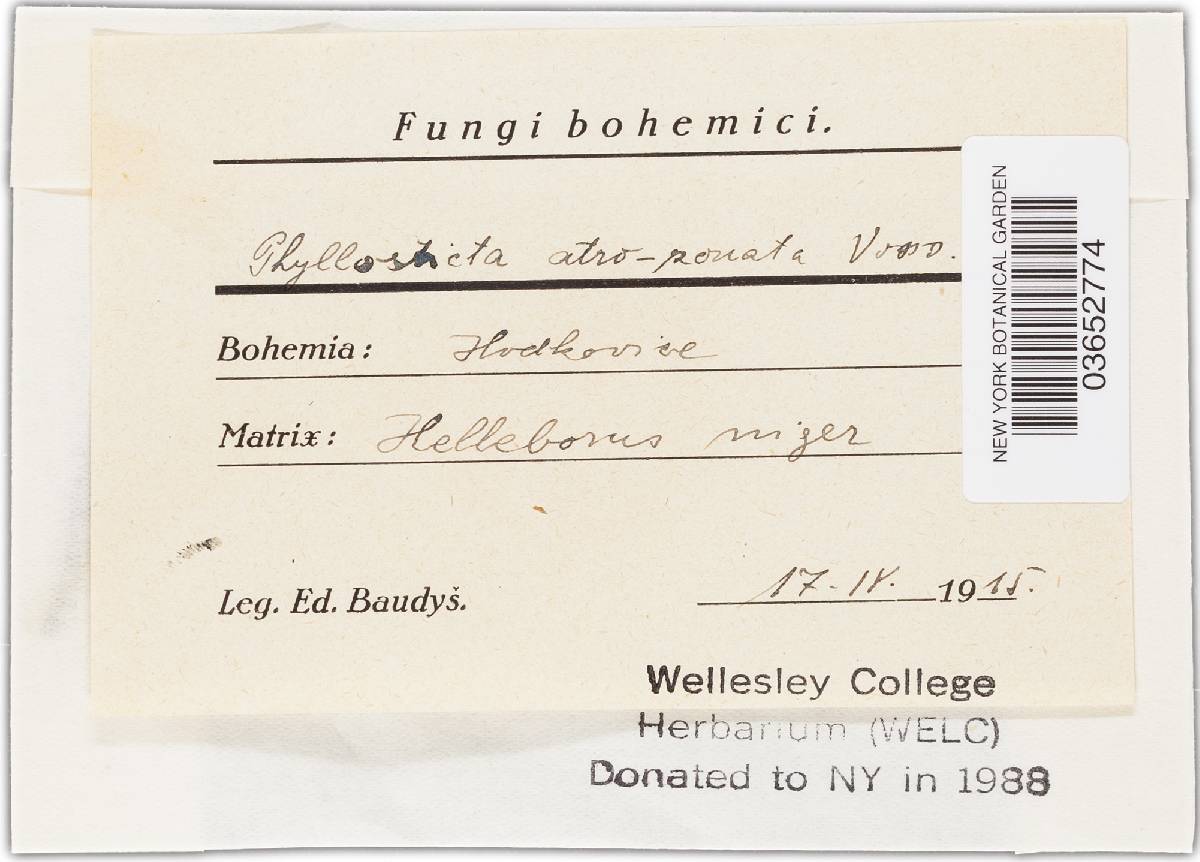 Fungi bohemici.
Phyllosticta atro-zonata Voss.
Bohemia: Hodkovice
Matrix: Helleborus niger
Leg. Ed. Baudyš.
17-IV. 1915.
NEW YORK BOTANICAL GARDEN
03652774
Wellesley College
Herbarium (WELC)
Donated to NY in 1988